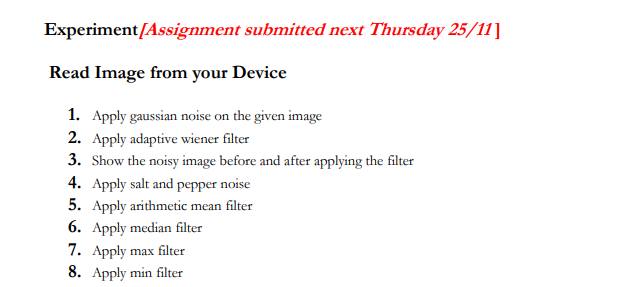 Experiment[Assignment submitted next Thursday 25/11]
Read Image from your Device
1. Apply gaussian noise on the given image
2. Apply adaptive wiener filter
3. Show the noisy image before and after applying the filter
4. Apply salt and pepper noise
5. Apply arithmetic mean filter
6. Apply median filter
7. Apply max filter
8. Apply min filter